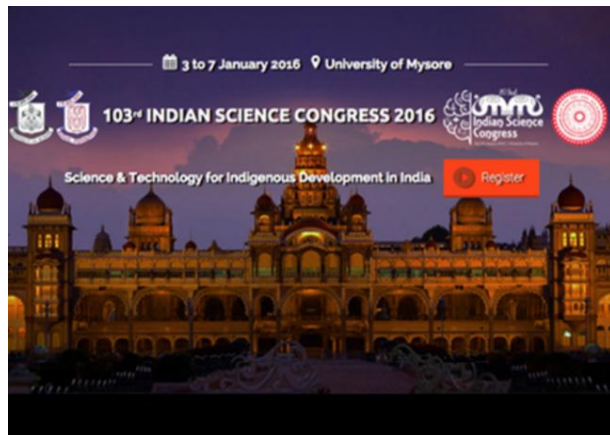 3 to 7 January 2016 University of Mysore
103rd INDIAN SCIENCE CONGRESS 2016
Indian Science
Congress
Science & Technology for Indigenous Development in India
Register